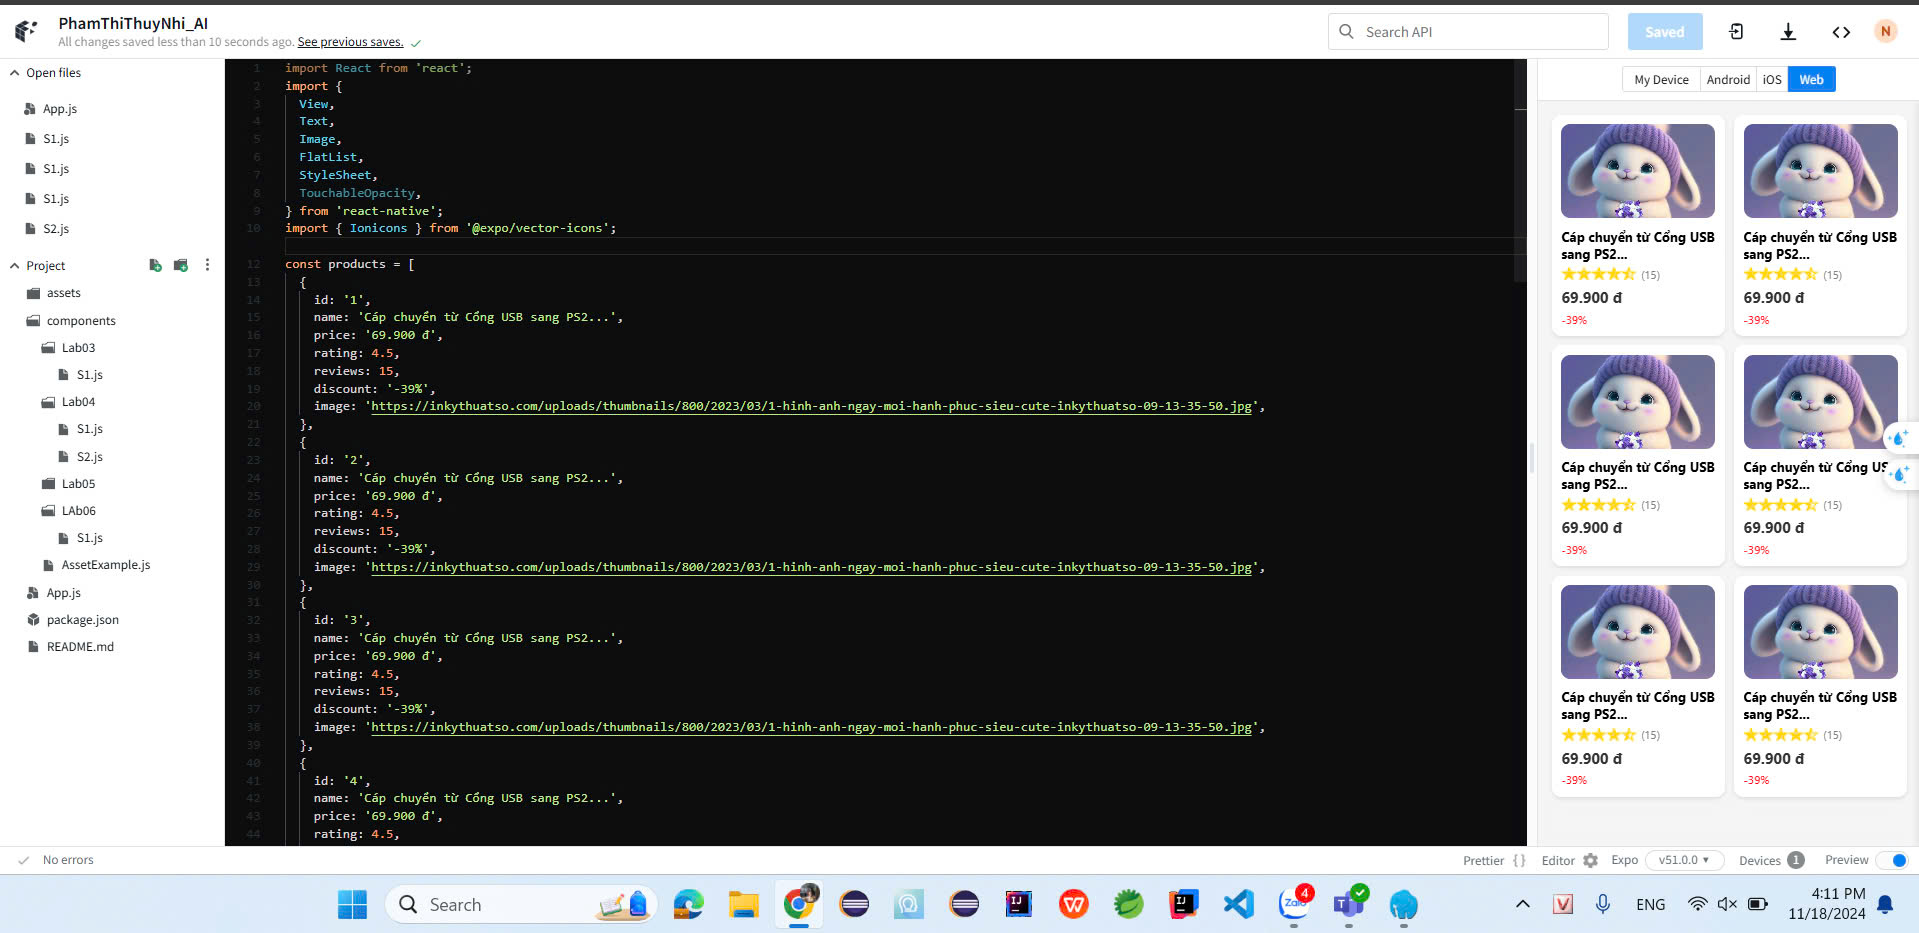 PhamThiThuyNhi_AI
All changes saved less than 10 seconds ago. See previous saves.
Search API
Saved
N
Open files
App.js
S1.js
S1.js
S1.js
S2.js
Project
assets
components
Lab03
S1.js
Lab04
S1.js
S2.js
Lab05
LAb06
S1.js
AssetExample.js
App.js
package.json
README.md
1 import React from 'react';
2 import {
3 View,
4 Text,
5 Image,
6 FlatList,
7 StyleSheet,
8 TouchableOpacity,
9 } from 'react-native';
10 import { Ionicons } from '@expo/vector-icons';
12 const products = [
13 {
14 id: '1',
15 name: 'Cáp chuyển từ Cổng USB sang PS2...',
16 price: '69.900 đ',
17 rating: 4.5,
18 reviews: 15,
19 discount: '-39%',
20 image: 'https://inkythuatso.com/uploads/thumbnails/800/2023/03/1-hinh-anh-ngay-moi-hanh-phuc-sieu-cute-inkythuatso-09-13-35-50.jpg',
21 },
22 {
23 id: '2',
24 name: 'Cáp chuyển từ Cổng USB sang PS2...',
25 price: '69.900 đ',
26 rating: 4.5,
27 reviews: 15,
28 discount: '-39%',
29 image: 'https://inkythuatso.com/uploads/thumbnails/800/2023/03/1-hinh-anh-ngay-moi-hanh-phuc-sieu-cute-inkythuatso-09-13-35-50.jpg',
30 },
31 {
32 id: '3',
33 name: 'Cáp chuyển từ Cổng USB sang PS2...',
34 price: '69.900 đ',
35 rating: 4.5,
36 reviews: 15,
37 discount: '-39%',
38 image: 'https://inkythuatso.com/uploads/thumbnails/800/2023/03/1-hinh-anh-ngay-moi-hanh-phuc-sieu-cute-inkythuatso-09-13-35-50.jpg',
39 },
40 {
41 id: '4',
42 name: 'Cáp chuyển từ Cổng USB sang PS2...',
43 price: '69.900 đ',
44 rating: 4.5,
My Device Android iOS Web
Cáp chuyển từ Cổng USB
sang PS2...
(15)
69.900 đ
-39%
Cáp chuyển từ Cổng USB
sang PS2...
(15)
69.900 đ
-39%
Cáp chuyển từ Cổng USB
sang PS2...
(15)
69.900 đ
-39%
Cáp chuyển từ Cổng US
sang PS2...
(15)
69.900 đ
-39%
Cáp chuyển từ Cổng USB
sang PS2...
(15)
69.900 đ
-39%
Cáp chuyển từ Cổng USB
sang PS2...
(15)
69.900 đ
-39%
No errors
Prettier { } Editor Expo v51.0.0 Devices 1 Preview
Search
IJ
IJ
Zalo
4
T
V
ENG
4:11 PM
11/18/2024